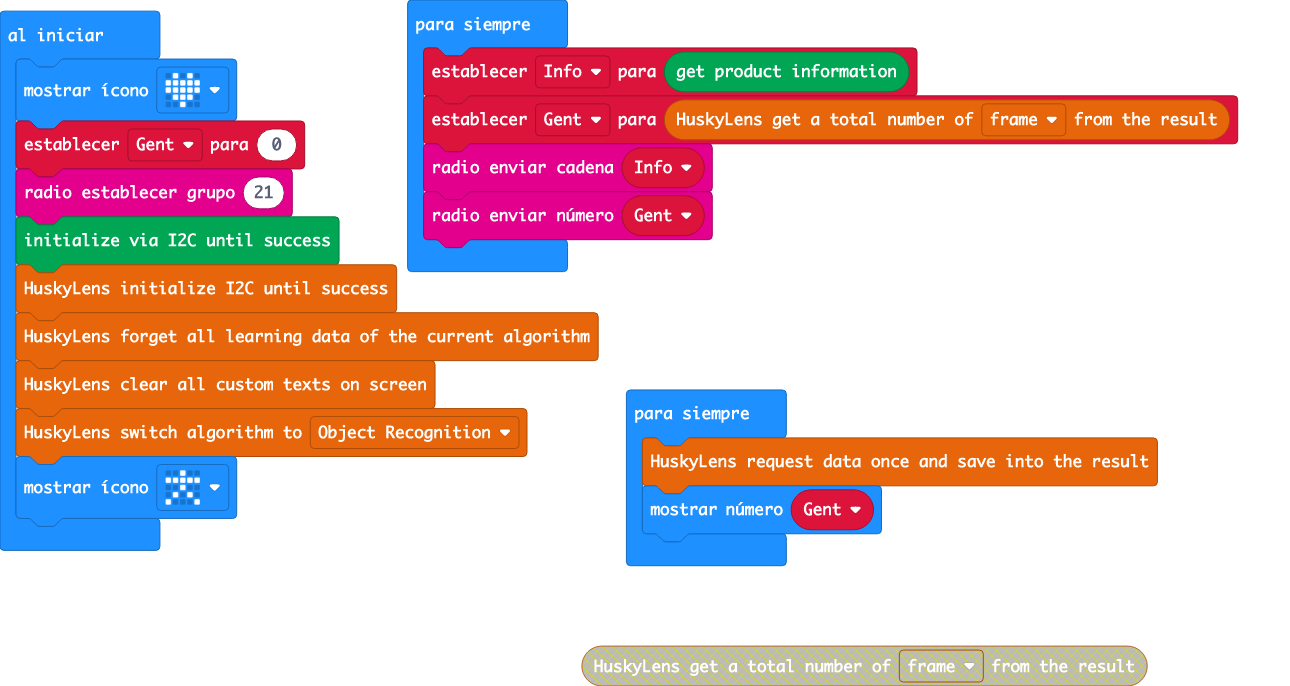 al iniciar
mostrar ícono
establecer Gent para 0
radio establecer grupo 21
initialize via I2C until success
HuskyLens initialize I2C until success
HuskyLens forget all learning data of the current algorithm
HuskyLens clear all custom texts on screen
HuskyLens switch algorithm to Object Recognition
mostrar ícono
para siempre
establecer Info para get product information
establecer Gent para HuskyLens get a total number of frame from the result
radio enviar cadena Info
radio enviar número Gent
para siempre
HuskyLens request data once and save into the result
mostrar número Gent
HuskyLens get a total number of frame from the result